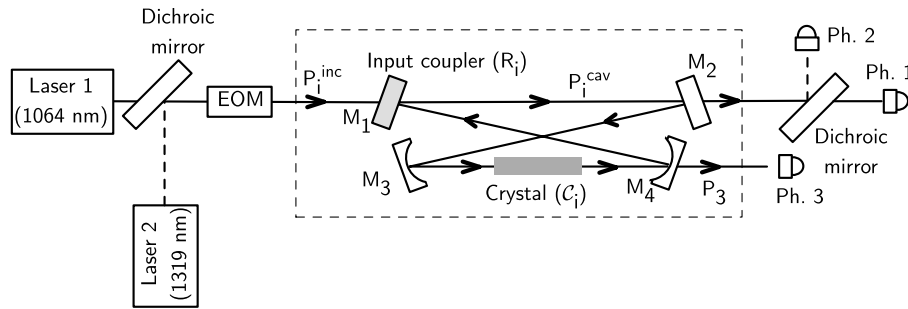 Dichroic
mirror
Laser 1
(1064 nm)
EOM
P_i^inc
Input coupler (R_i)
M_1
P_i^cav
M_2
Ph. 2
Ph. 1
Dichroic
mirror
M_3
Crystal (C_i)
M_4
P_3
Ph. 3
Laser 2
(1319 nm)